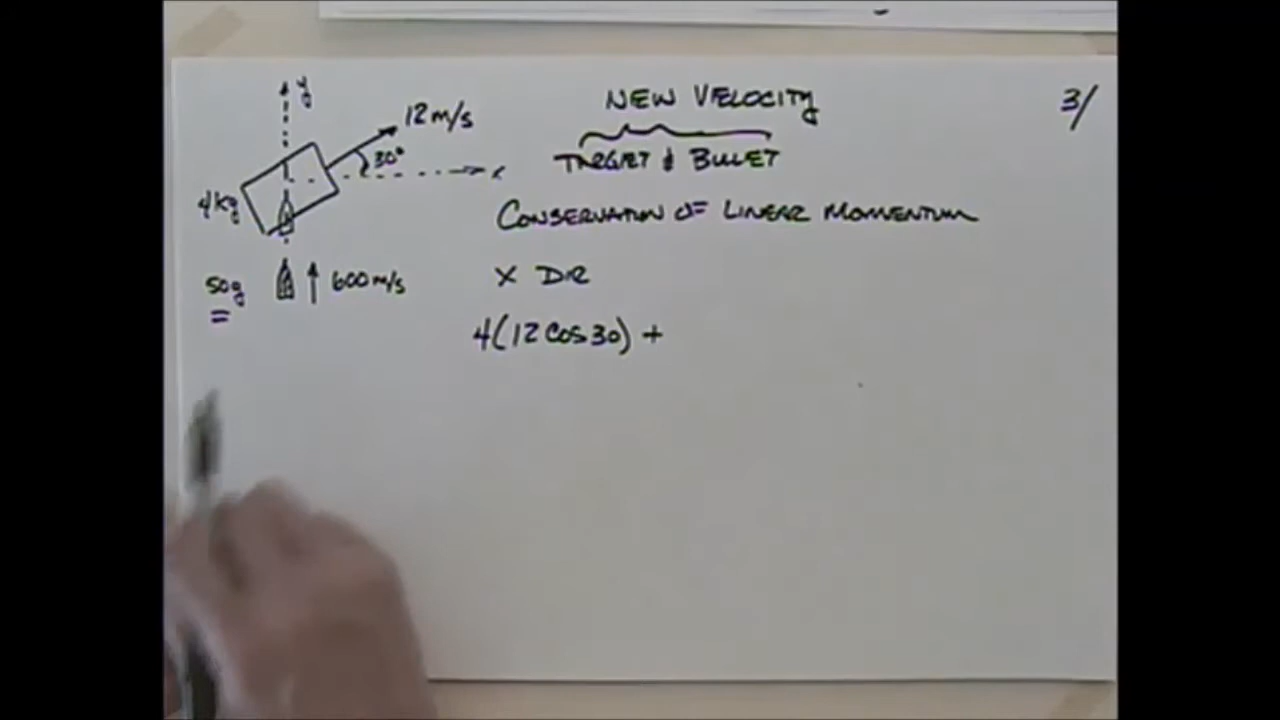 NEW VELOCITY
3/
TARGET & BULLET
CONSERVATION OF LINEAR MOMENTUM
X DIR
4(12 COS 30) +
y
12 m/s
30°
x
4 kg
50 g
=
600 m/s